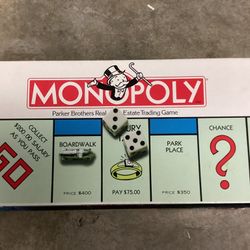 MONOPOLY
Parker Brothers Real Estate Trading Game
COLLECT
$200.00 SALARY
AS YOU PASS
GO
BOARDWALK
PRICE $400
URY
PAY $75.00
PARK
PLACE
PRICE $350
CHANCE
?